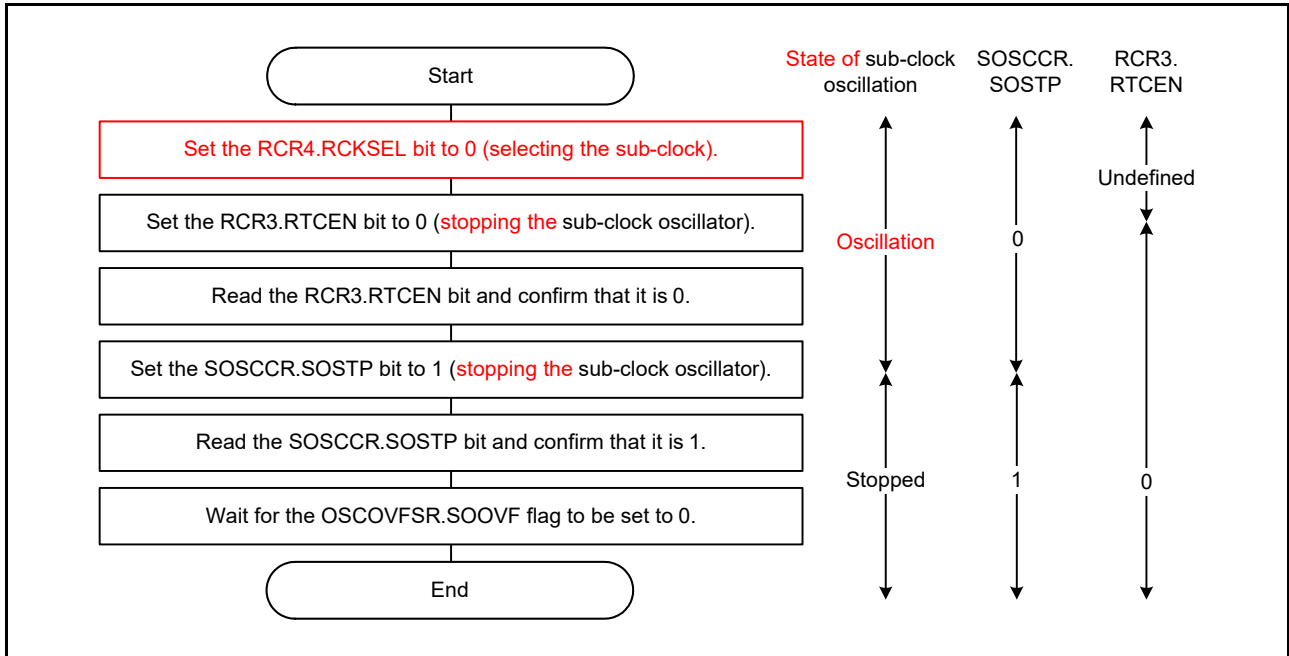 Start
Set the RCR4.RCKSEL bit to 0 (selecting the sub-clock).
Set the RCR3.RTCEN bit to 0 (stopping the sub-clock oscillator).
Read the RCR3.RTCEN bit and confirm that it is 0.
Set the SOSCCR.SOSTP bit to 1 (stopping the sub-clock oscillator).
Read the SOSCCR.SOSTP bit and confirm that it is 1.
Wait for the OSCOVFSR.SOOVF flag to be set to 0.
End
State of sub-clock
oscillation
Oscillation
Stopped
SOSCCR.
SOSTP
0
1
RCR3.
RTCEN
Undefined
0